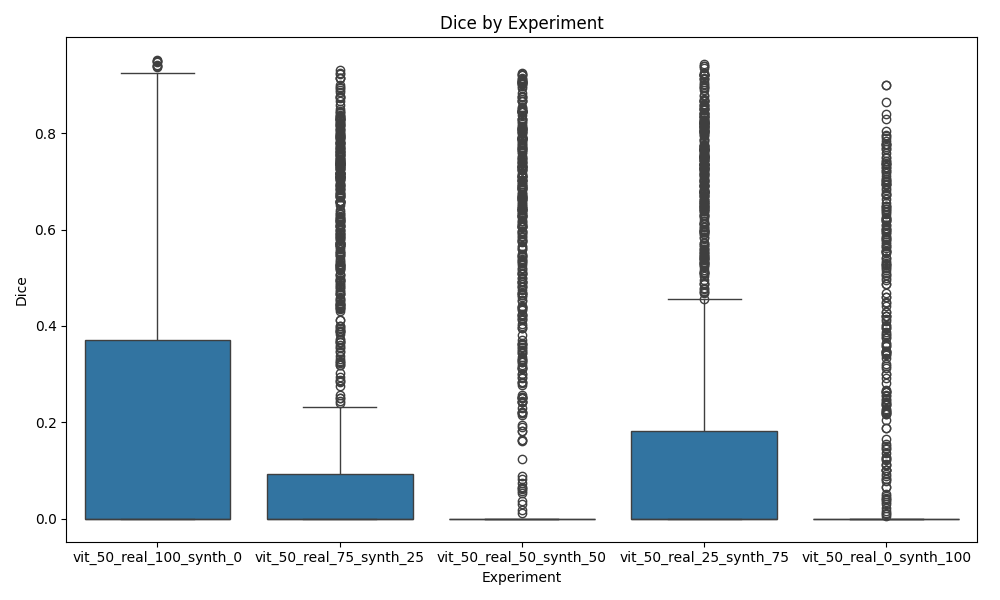 Dice by Experiment
Dice
0.8
0.6
0.4
0.2
0.0
vit_50_real_100_synth_0
vit_50_real_75_synth_25
vit_50_real_50_synth_50
vit_50_real_25_synth_75
vit_50_real_0_synth_100
Experiment